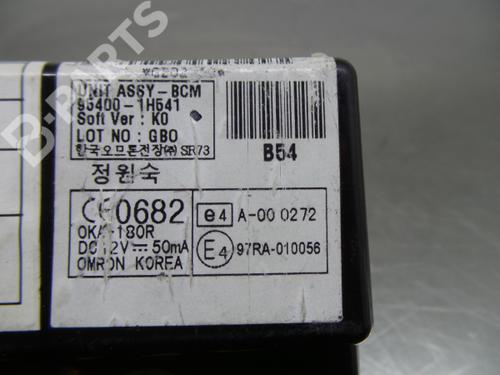 B-PARTS
UNIT ASSY-BCM
95400-1H541
Soft Ver : K0
LOT NO : GBO
한국오므론전장㈜ SR73
B54
정원숙
CE0682
OKA-180R
DC12V 50mA
OMRON KOREA
e4 A-00 0272
E4 97RA-010056